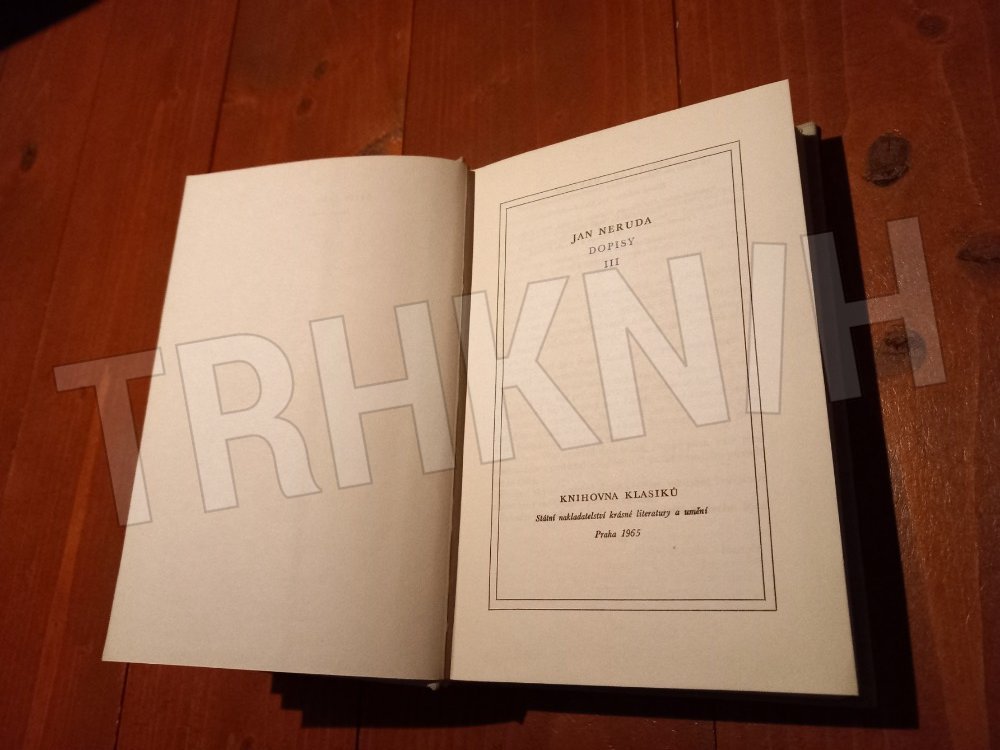 JAN NERUDA
DOPISY
III
TRHKNIH
KNIHOVNA KLASIKŮ
Státní nakladatelství krásné literatury a umění
Praha 1965